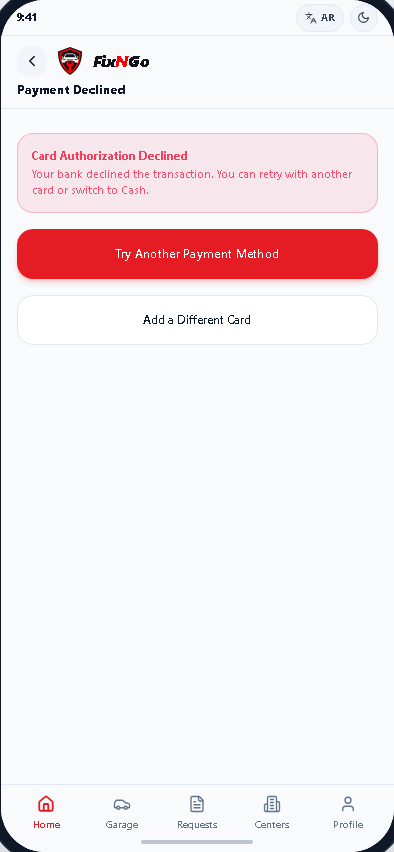 9:41
AR
FixNGo
Payment Declined
Card Authorization Declined
Your bank declined the transaction. You can retry with another
card or switch to Cash.
Try Another Payment Method
Add a Different Card
Home
Garage
Requests
Centers
Profile